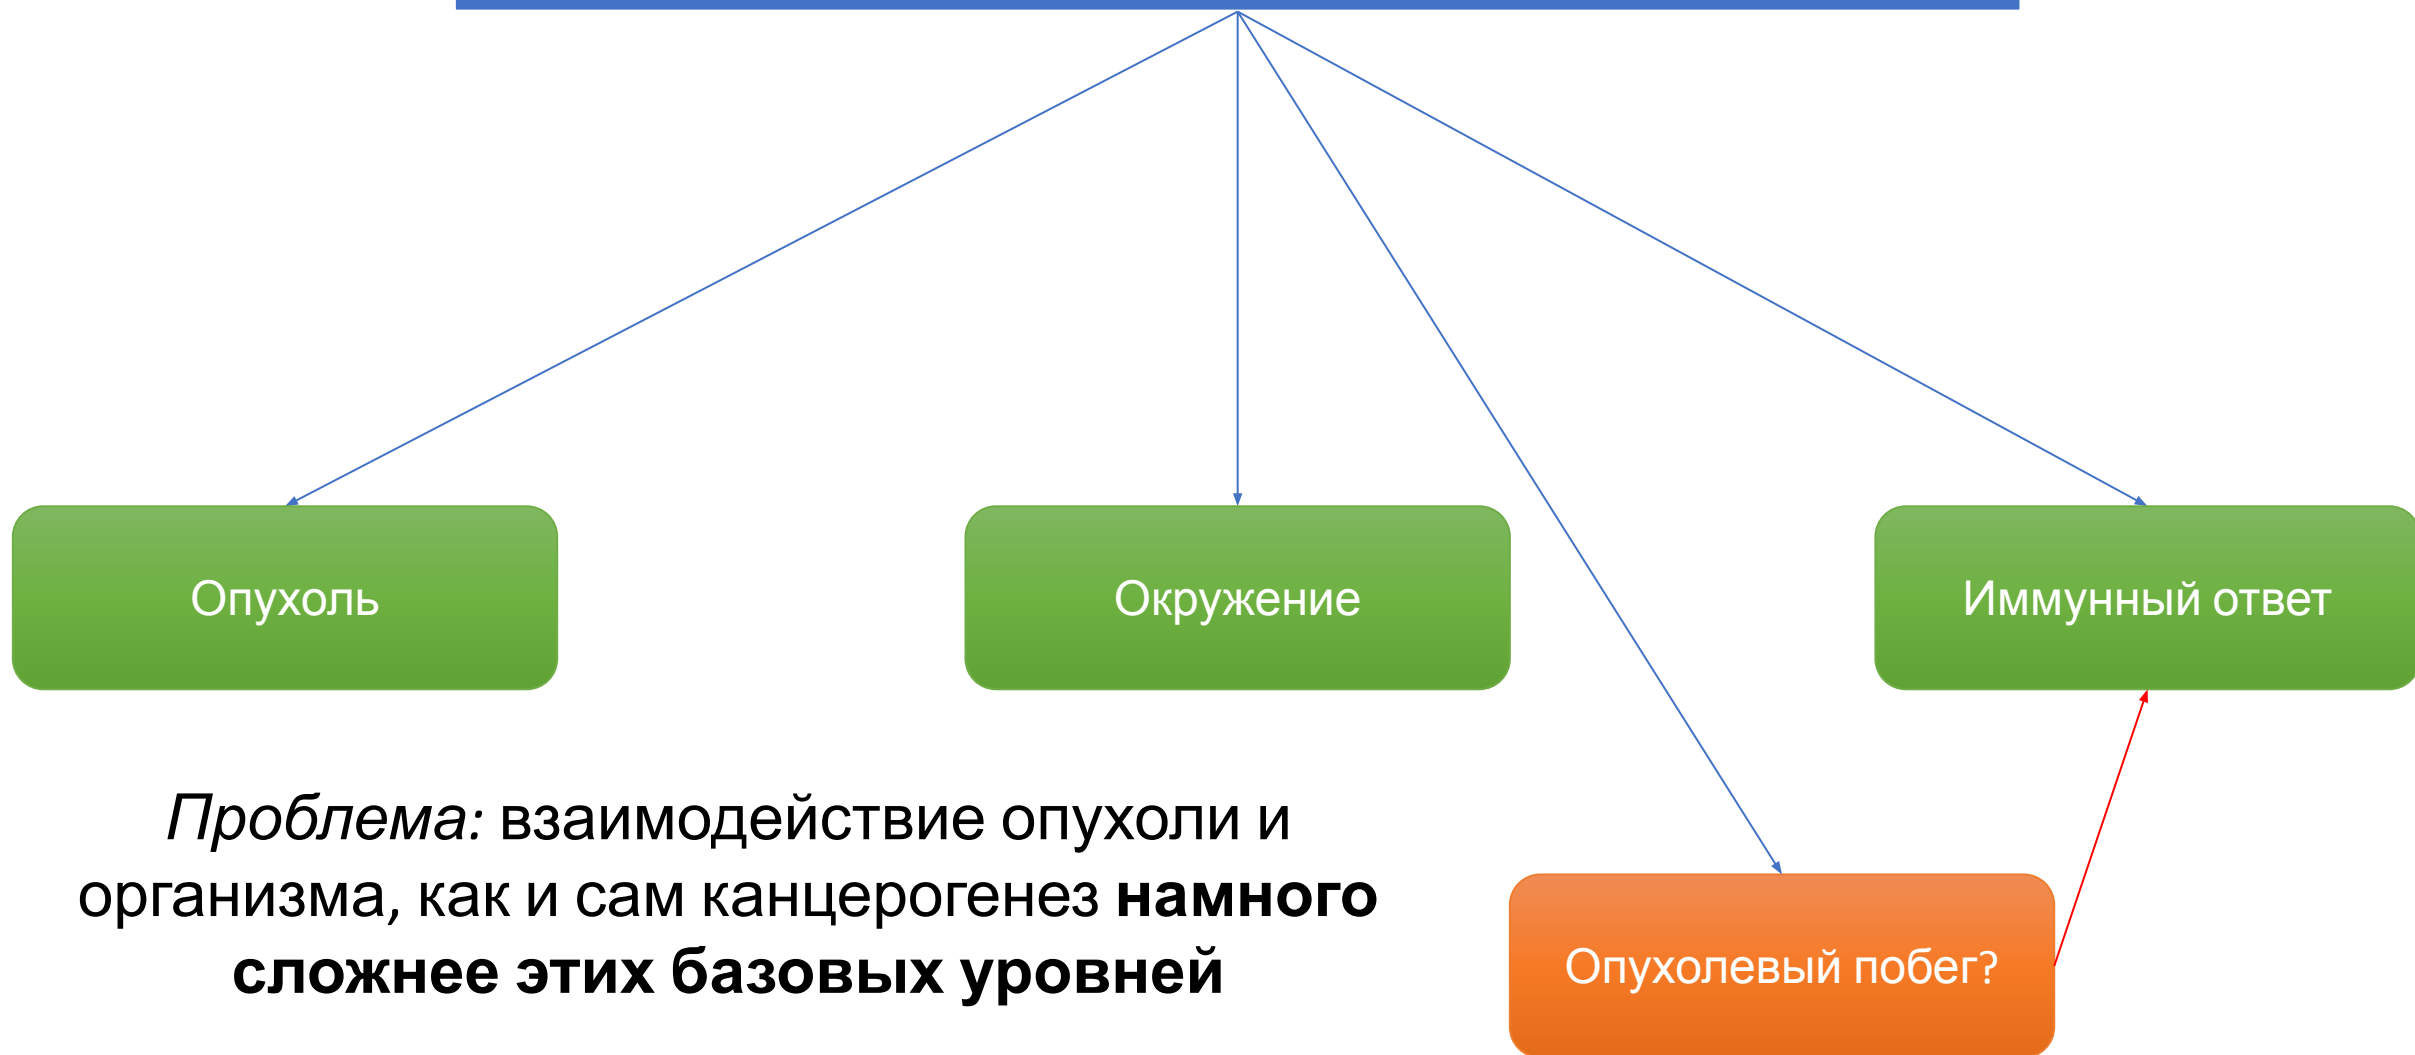 Опухоль
Окружение
Иммунный ответ
Проблема: взаимодействие опухоли и
организма, как и сам канцерогенез намного
сложнее этих базовых уровней
Опухолевый побег?